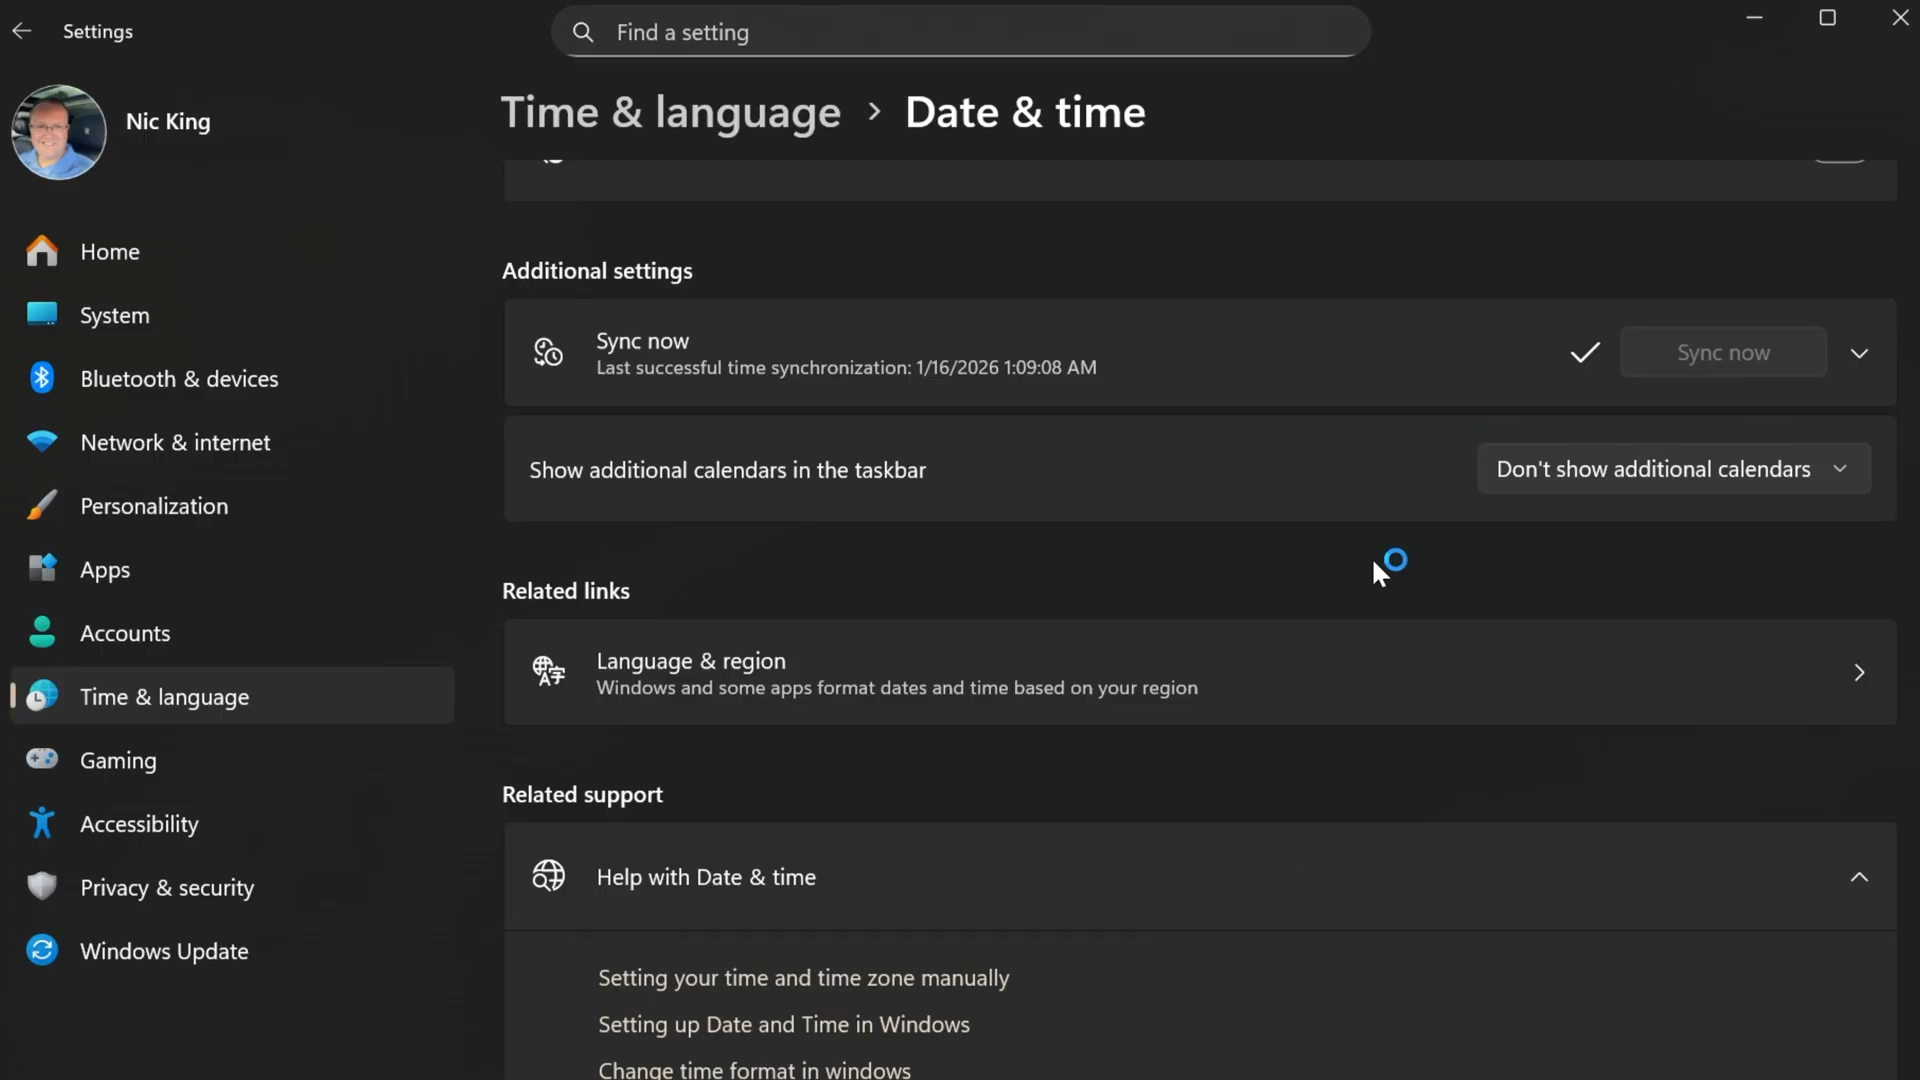 Settings
Find a setting
Nic King
Time & language > Date & time
Home
System
Bluetooth & devices
Network & internet
Personalization
Apps
Accounts
Time & language
Gaming
Accessibility
Privacy & security
Windows Update
Additional settings
Sync now
Last successful time synchronization: 1/16/2026 1:09:08 AM
Sync now
Show additional calendars in the taskbar
Don't show additional calendars
Related links
Language & region
Windows and some apps format dates and time based on your region
Related support
Help with Date & time
Setting your time and time zone manually
Setting up Date and Time in Windows
Change time format in windows